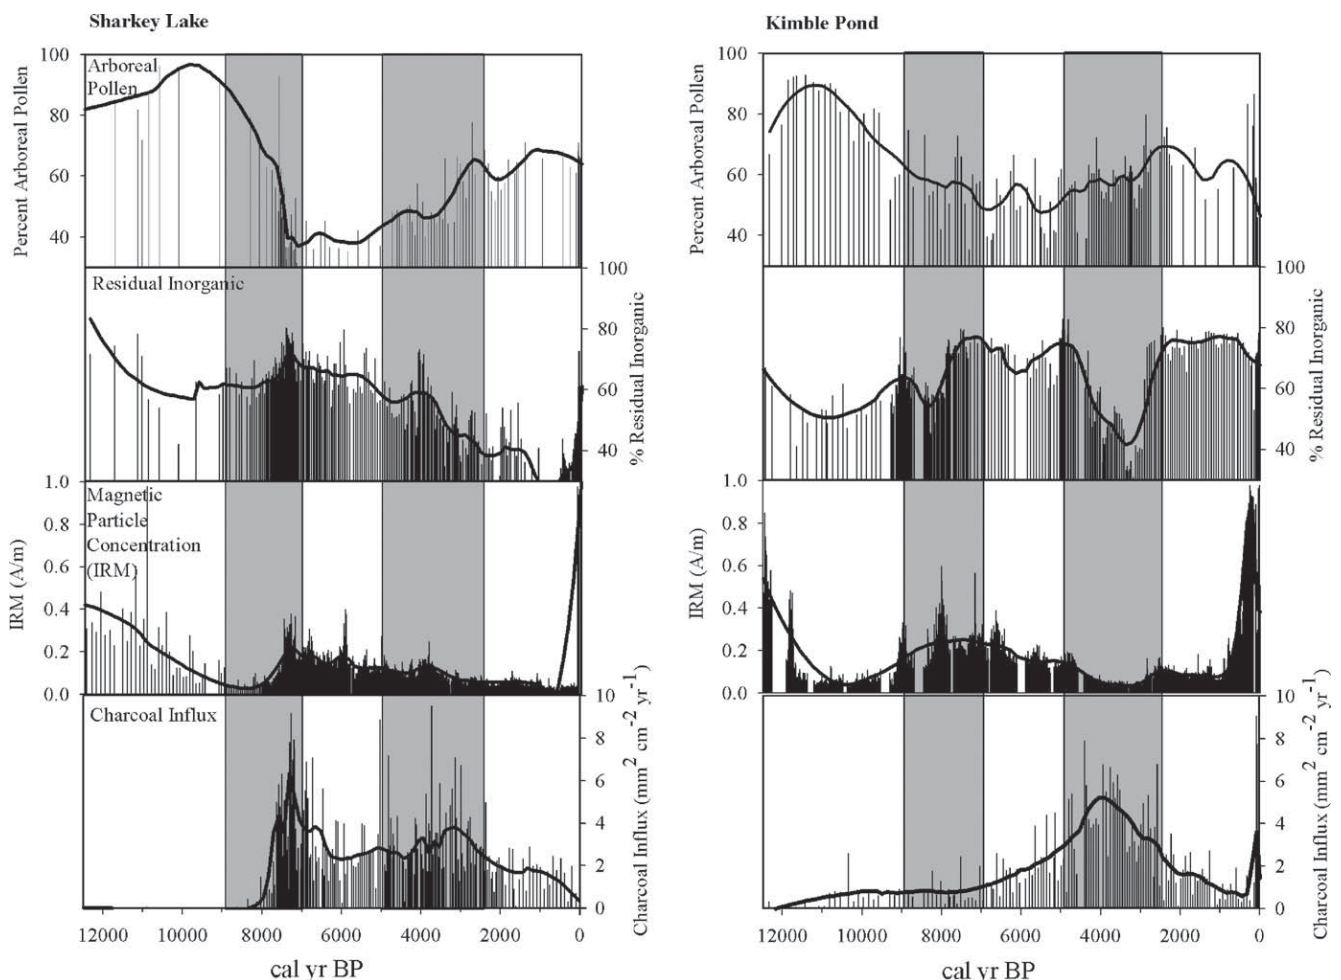 Sharkey Lake
Percent Arboreal Pollen
100
80
60
40
Arboreal
Pollen
Residual Inorganic
100
80
60
40
% Residual Inorganic
IRM (A/m)
1.0
0.8
0.6
0.4
0.2
0.0
Magnetic
Particle
Concentration
(IRM)
Charcoal Influx
10
8
6
4
2
0
Charcoal Influx (mm² cm⁻² yr⁻¹)
12000 10000 8000 6000 4000 2000 0
cal yr BP
Kimble Pond
Percent Arboreal Pollen
100
80
60
40
100
80
60
40
% Residual Inorganic
IRM (A/m)
1.0
0.8
0.6
0.4
0.2
0.0
10
8
6
4
2
0
Charcoal Influx (mm² cm⁻² yr⁻¹)
12000 10000 8000 6000 4000 2000 0
cal yr BP